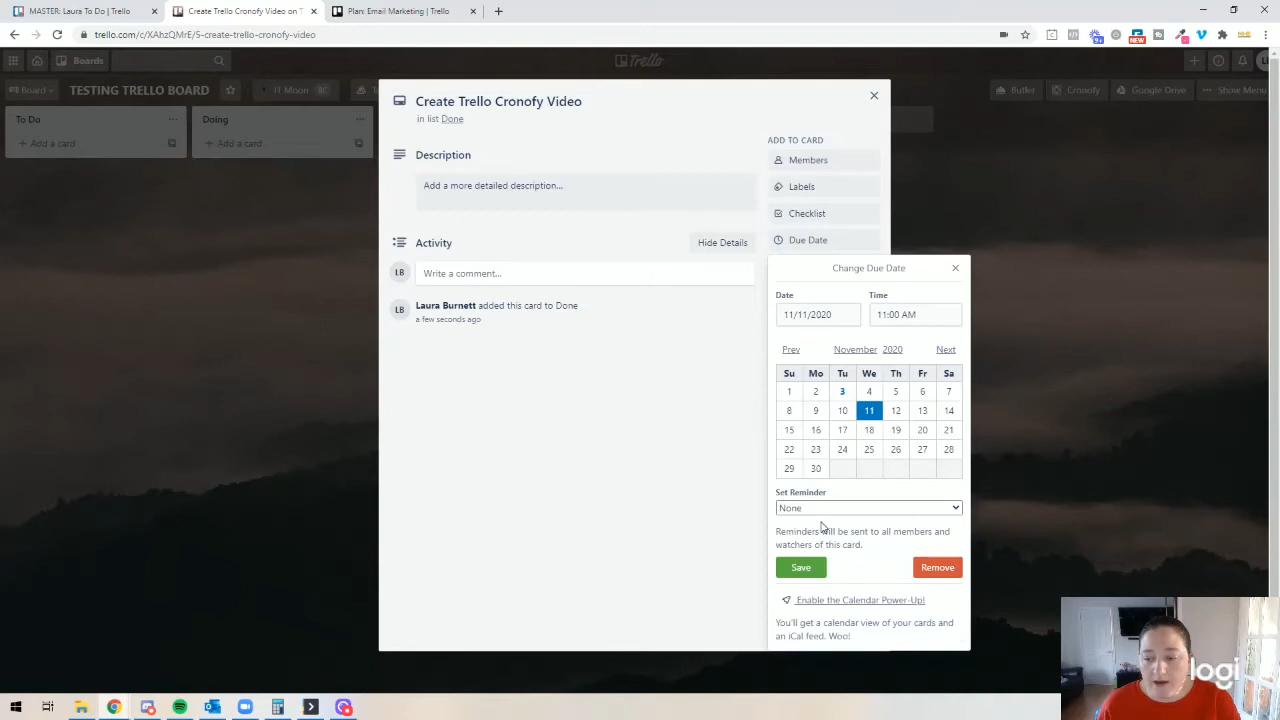 MASTER: Laura To Do | Trello
Create Trello Cronofy Video on T
Plan: Email Marketing | Trello
trello.com/c/XAhzQMrE/5-create-trello-cronofy-video
NEW
Boards
Trello
Board
TESTING TRELLO BOARD
IT Moon
BC
Butler
Cronofy
Google Drive
Show Menu
To Do
Add a card
Doing
Add a card
Create Trello Cronofy Video
in list Done
Description
Add a more detailed description...
Activity
Hide Details
LB
Write a comment...
LB
Laura Burnett added this card to Done
a few seconds ago
ADD TO CARD
Members
Labels
Checklist
Due Date
Change Due Date
Date
Time
11/11/2020
11:00 AM
Prev
November
2020
Next
Su Mo Tu We Th Fr Sa
1 2 3 4 5 6 7
8 9 10 11 12 13 14
15 16 17 18 19 20 21
22 23 24 25 26 27 28
29 30
Set Reminder
None
Reminders will be sent to all members and
watchers of this card.
Save
Remove
Enable the Calendar Power-Up!
You'll get a calendar view of your cards and
an iCal feed. Woo!
logi